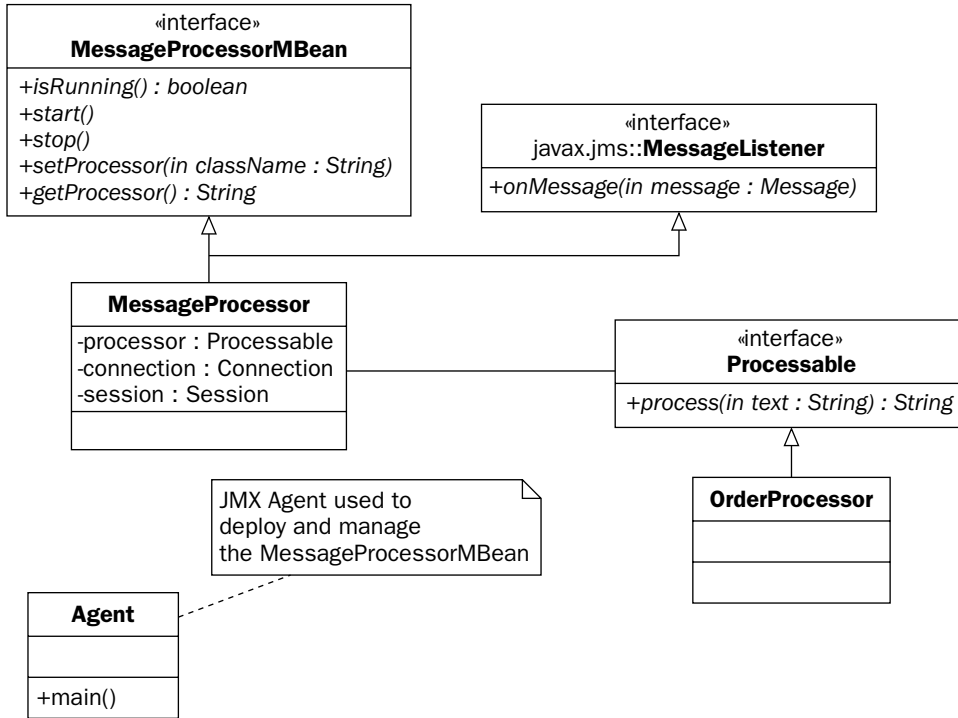 «interface»
MessageProcessorMBean
+isRunning() : boolean
+start()
+stop()
+setProcessor(in className : String)
+getProcessor() : String
«interface»
javax.jms::MessageListener
+onMessage(in message : Message)
MessageProcessor
-processor : Processable
-connection : Connection
-session : Session
«interface»
Processable
+process(in text : String) : String
OrderProcessor
JMX Agent used to
deploy and manage
the MessageProcessorMBean
Agent
+main()